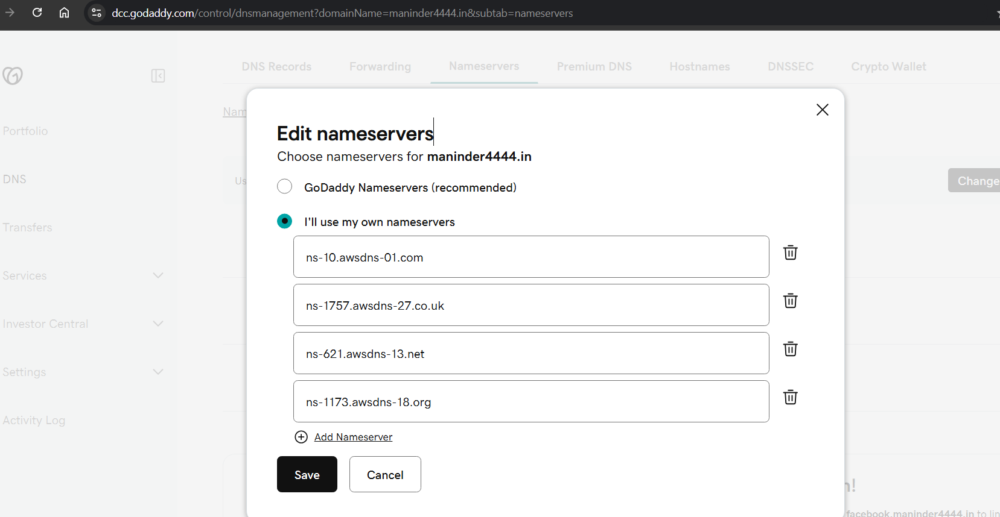 dcc.godaddy.com/control/dnsmanagement?domainName=maninder4444.in&subtab=nameservers
DNS Records
Forwarding
Nameservers
Premium DNS
Hostnames
DNSSEC
Crypto Wallet
Nam
Portfolio
DNS
Transfers
Services
Investor Central
Settings
Activity Log
Us
Change
Edit nameservers
Choose nameservers for maninder4444.in
GoDaddy Nameservers (recommended)
I'll use my own nameservers
ns-10.awsdns-01.com
ns-1757.awsdns-27.co.uk
ns-621.awsdns-13.net
ns-1173.awsdns-18.org
Add Nameserver
Save
Cancel
n!
facebook.maninder4444.in to lin